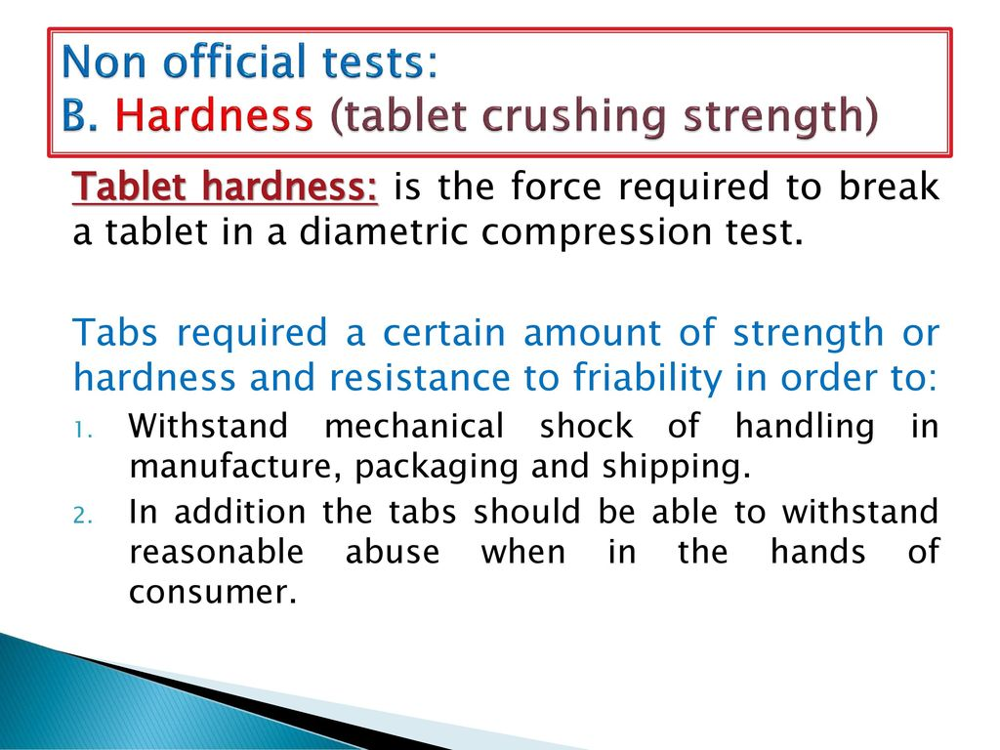 Non official tests:
B. Hardness (tablet crushing strength)
Tablet hardness: is the force required to break
a tablet in a diametric compression test.
Tabs required a certain amount of strength or
hardness and resistance to friability in order to:
1. Withstand mechanical shock of handling in
manufacture, packaging and shipping.
2. In addition the tabs should be able to withstand
reasonable abuse when in the hands of
consumer.